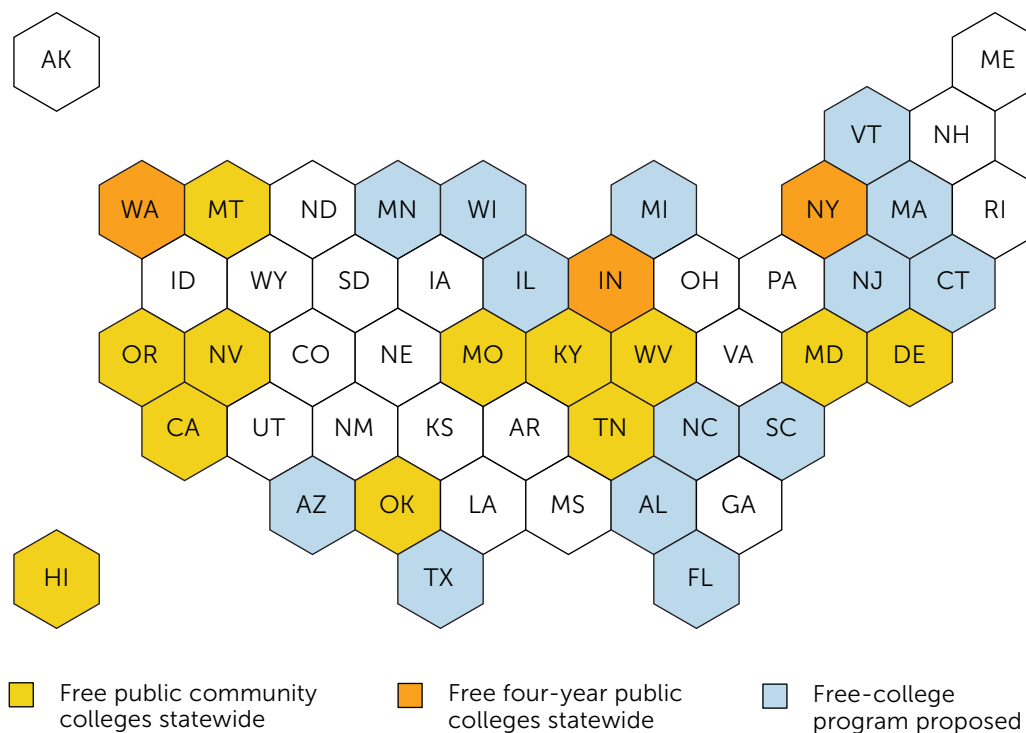 AK
ME
VT NH
WA MT ND MN WI MI NY MA RI
ID WY SD IA IL IN OH PA NJ CT
OR NV CO NE MO KY WV VA MD DE
CA UT NM KS AR TN NC SC
AZ OK LA MS AL GA
HI TX FL
Free public community
colleges statewide
Free four-year public
colleges statewide
Free-college
program proposed